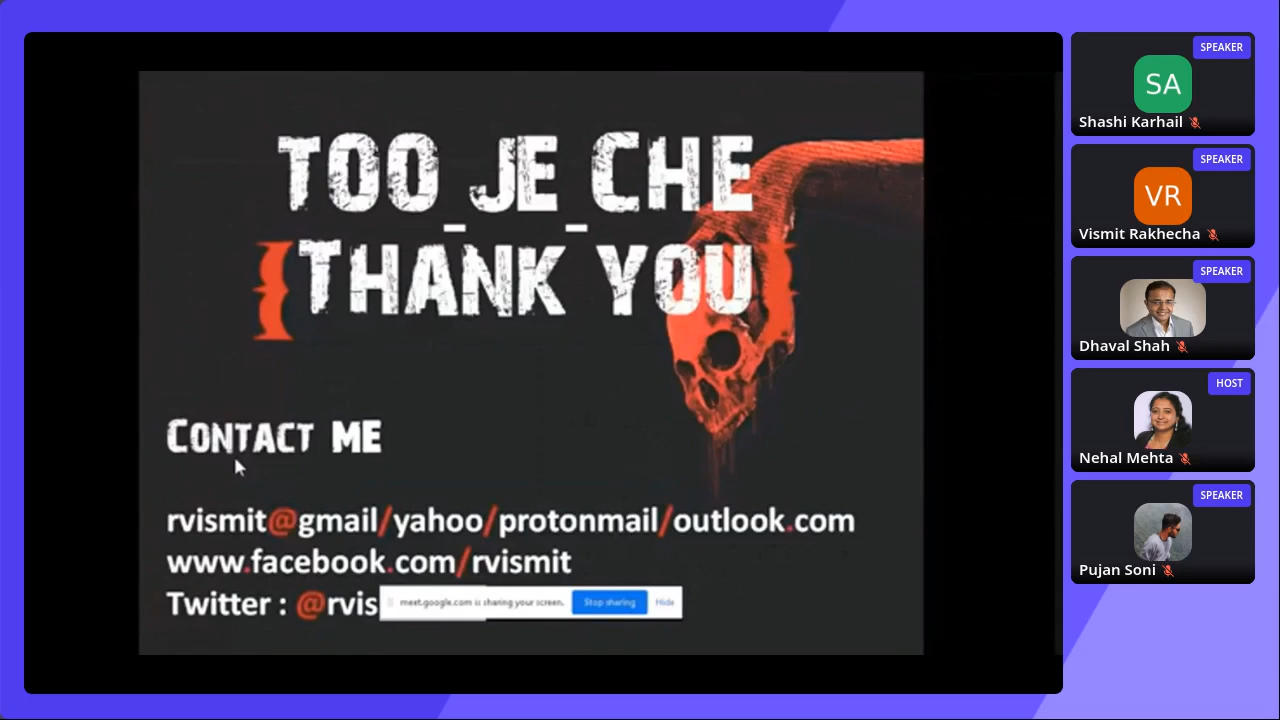 TOO_JE_CHE
{THANK YOU}
CONTACT ME
rvismit@gmail/yahoo/protonmail/outlook.com
www.facebook.com/rvismit
Twitter : @rvis
meet.google.com is sharing your screen.
Stop sharing
Hide
SPEAKER
SA
Shashi Karhail
SPEAKER
VR
Vismit Rakhecha
SPEAKER
Dhaval Shah
HOST
Nehal Mehta
SPEAKER
Pujan Soni